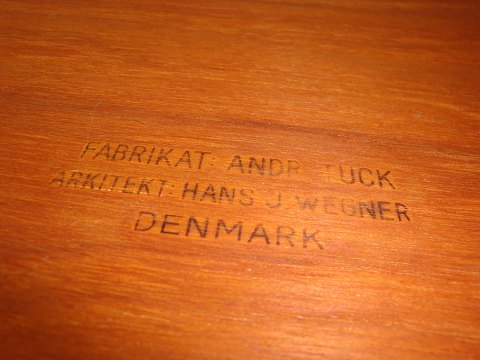 FABRIKAT: ANDR. TUCK
ARKITEKT: HANS J. WEGNER
DENMARK